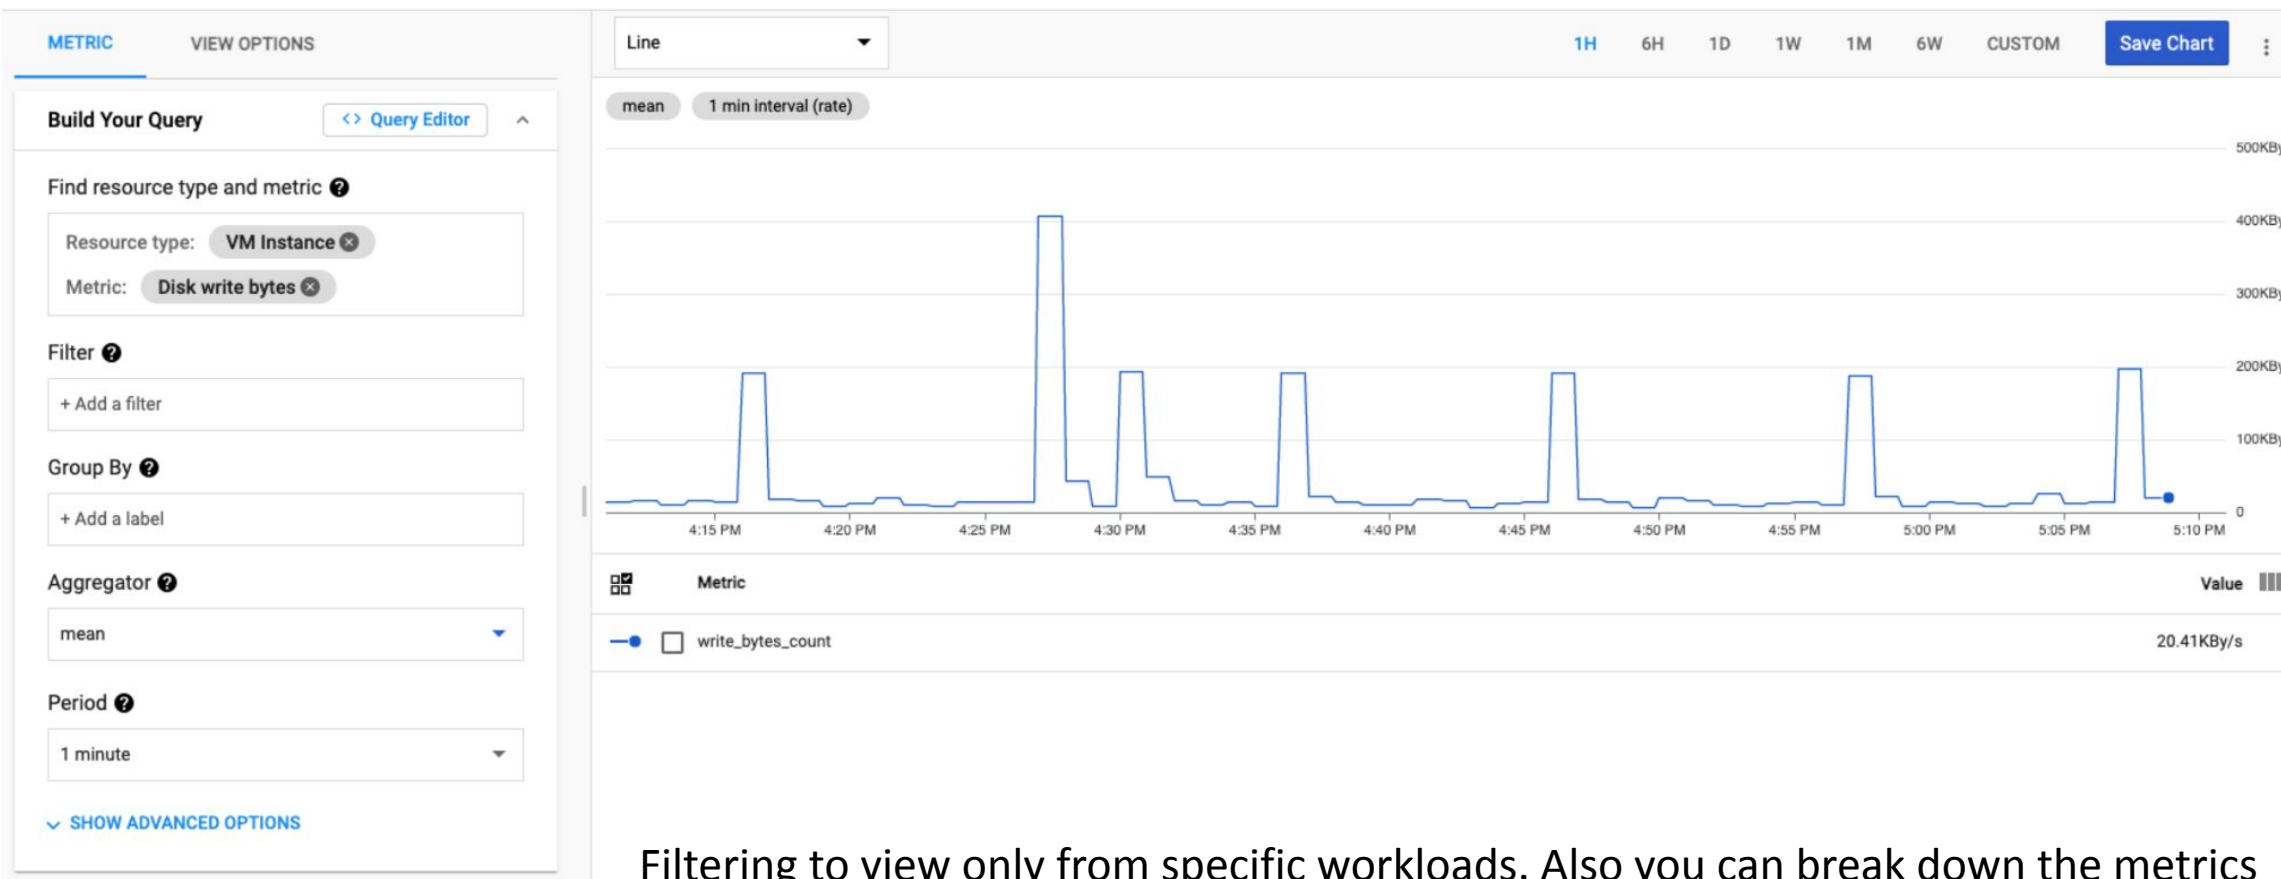 METRIC
VIEW OPTIONS
Build Your Query
<> Query Editor
Find resource type and metric
Resource type: VM Instance
Metric: Disk write bytes
Filter
+ Add a filter
Group By
+ Add a label
Aggregator
mean
Period
1 minute
SHOW ADVANCED OPTIONS
Line
1H 6H 1D 1W 1M 6W CUSTOM Save Chart
mean 1 min interval (rate)
500KBy
400KBy
300KBy
200KBy
100KBy
0
4:15 PM 4:20 PM 4:25 PM 4:30 PM 4:35 PM 4:40 PM 4:45 PM 4:50 PM 4:55 PM 5:00 PM 5:05 PM 5:10 PM
Metric Value
write_bytes_count 20.41KBy/s
Filtering to view only from specific workloads. Also you can break down the metrics